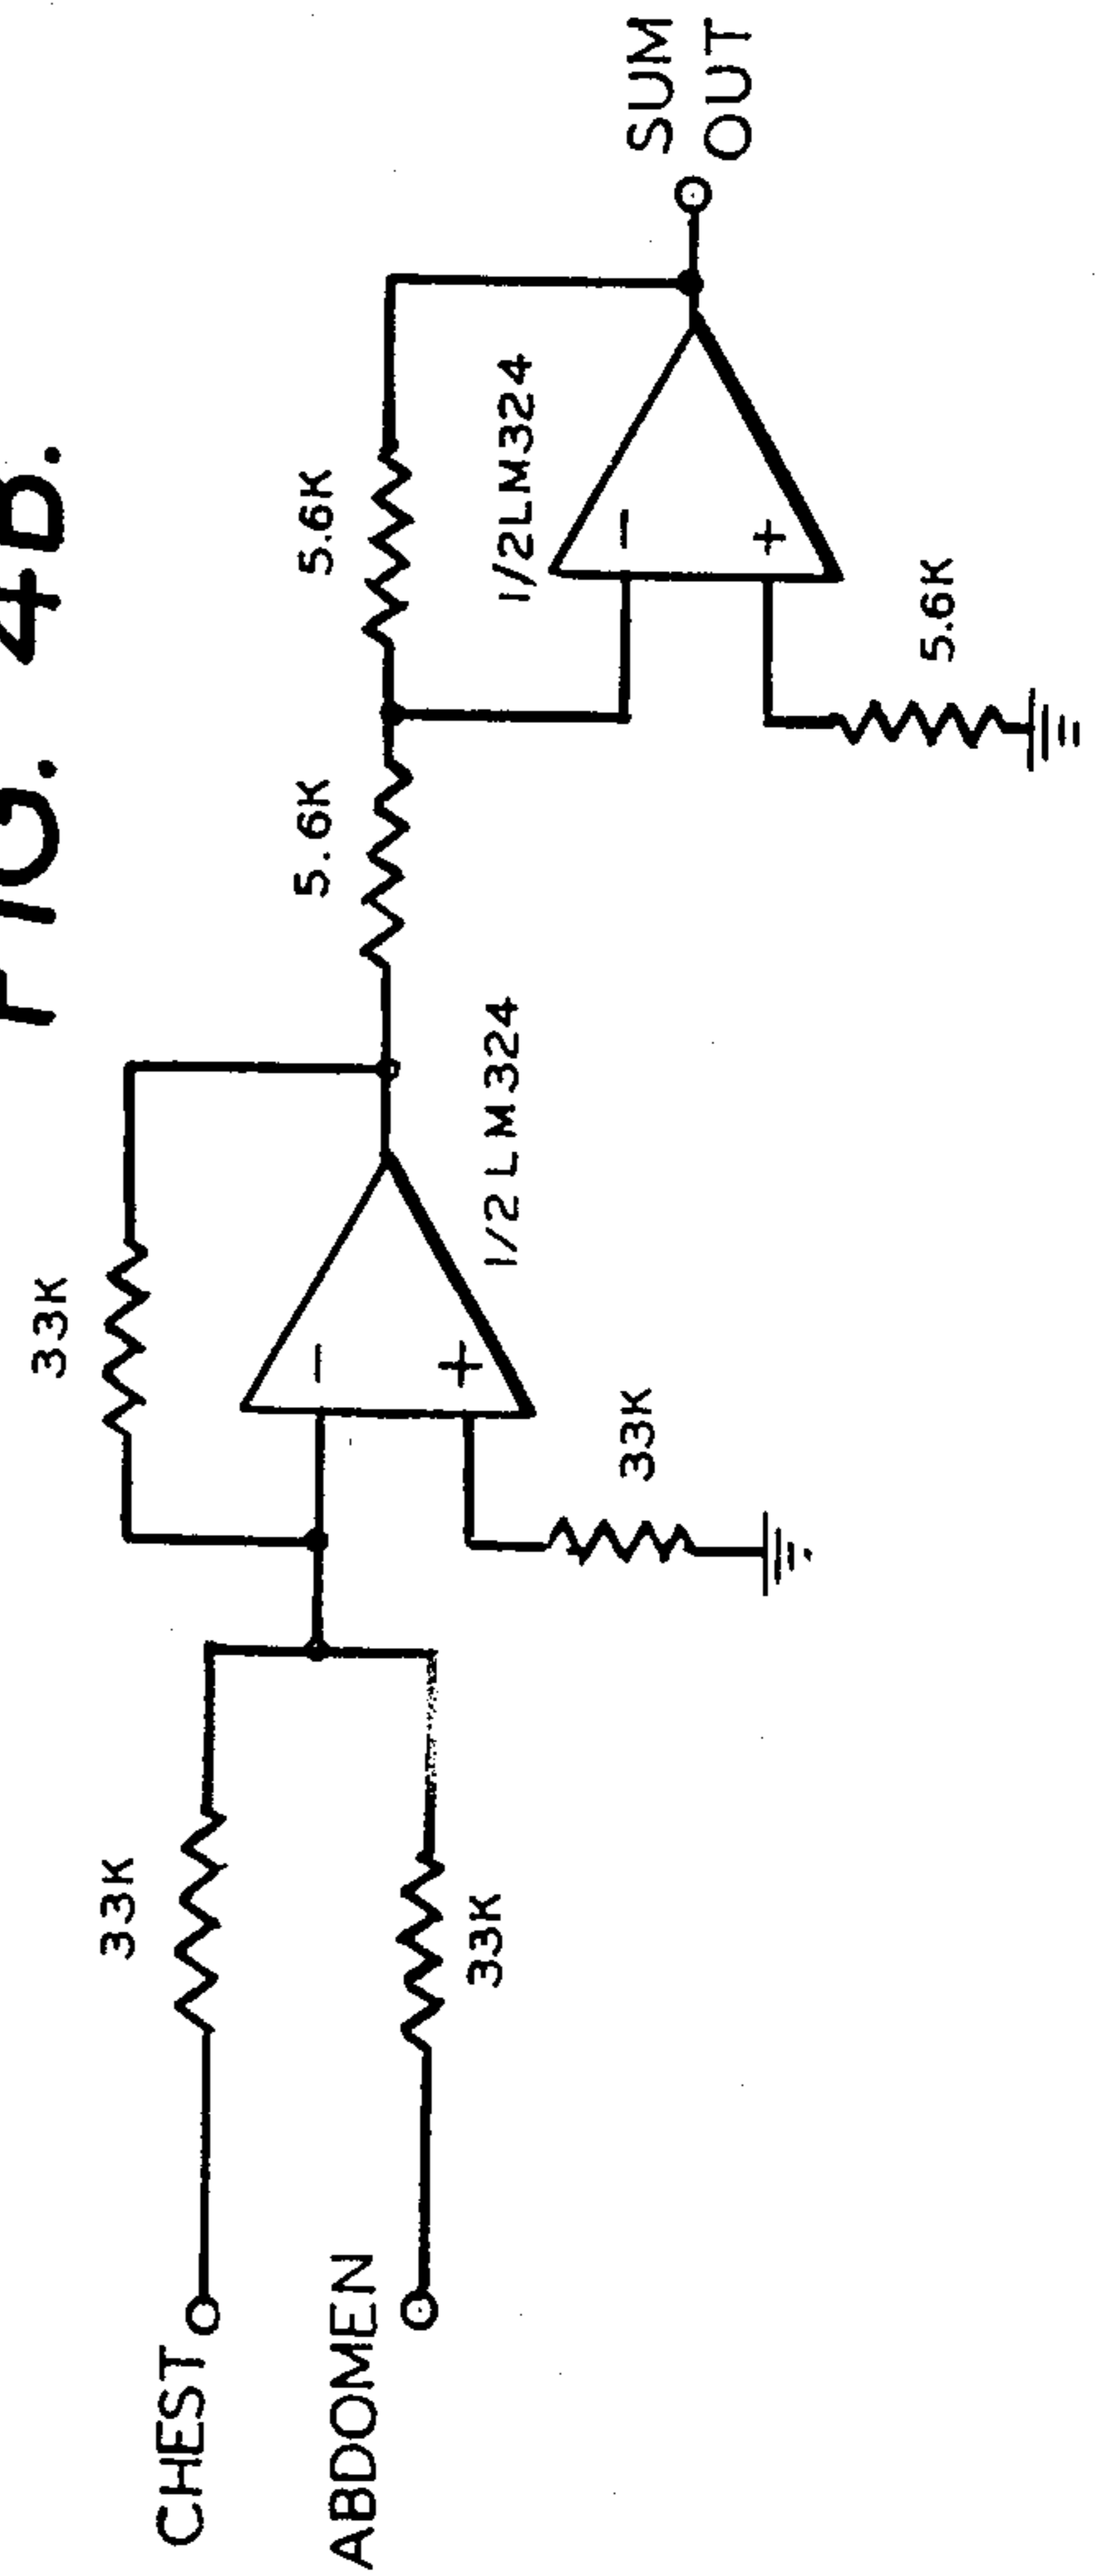 FIG. 4B.
33K
5.6K
5.6K
SUM
OUT
33K
1/2LM324
1/2LM324
CHEST
-
+
-
+
ABDOMEN
33K
33K
5.6K